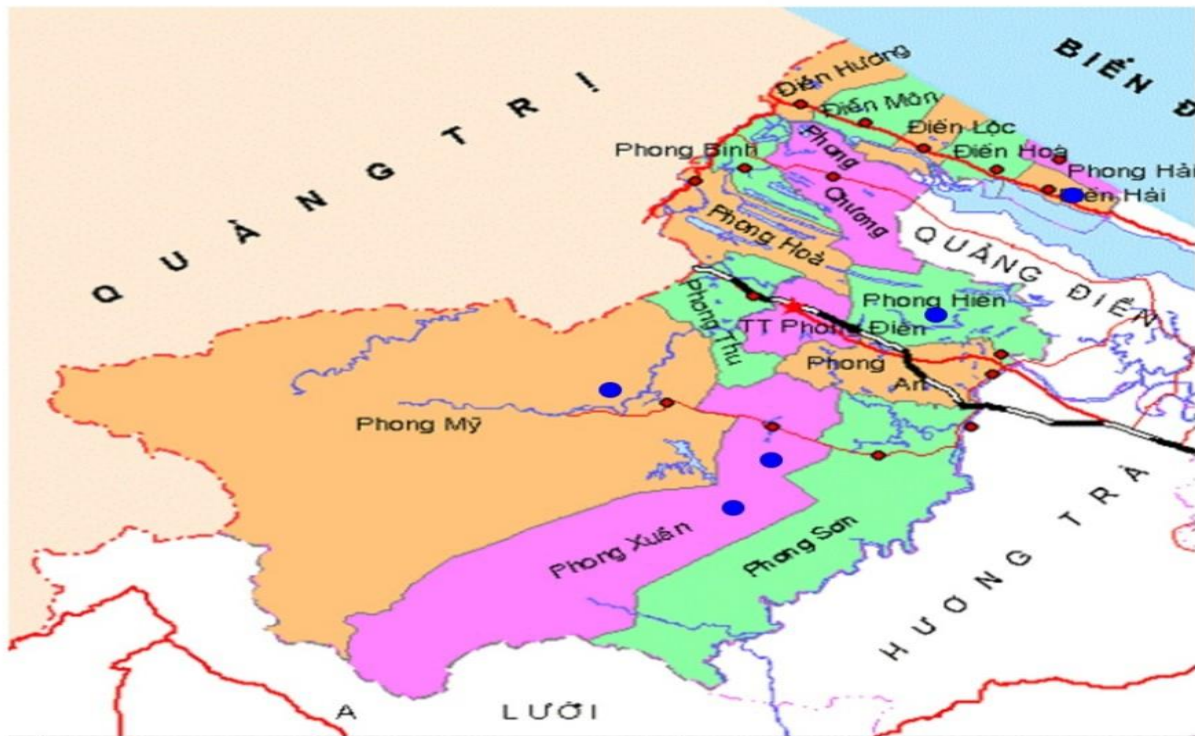 QUẢNG TRỊ
BIỂN Đ
Điền Hương
Điền Môn
Điền Lộc
Điền Hoà
Phong Hải
Điền Hải
Phong Bình
Phong
Chương
Phong Hoà
QUẢNG ĐIỀN
Phong Thu
Phong Hiền
TT Phong Điền
Phong
An
Phong Mỹ
Phong Xuân
Phong Sơn
HƯƠNG TRÀ
A LƯỚI